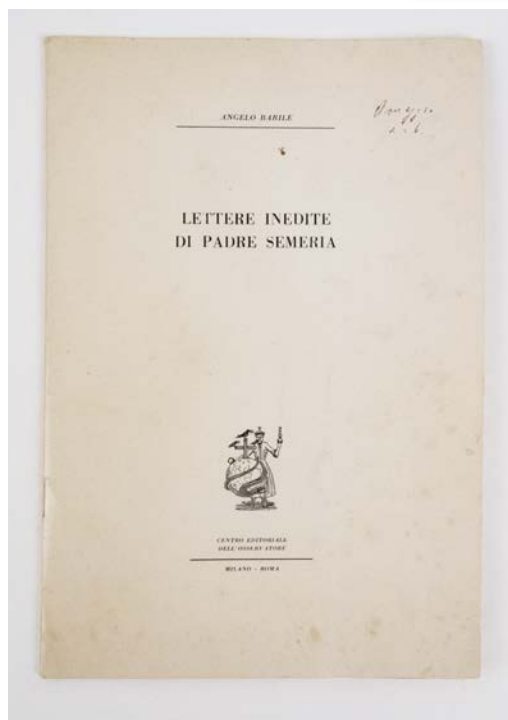 ANGELO BARILE
LETTERE INEDITE
DI PADRE SEMERIA
CENTRO EDITORIALE
DELL'OSSERVATORE
MILANO - ROMA